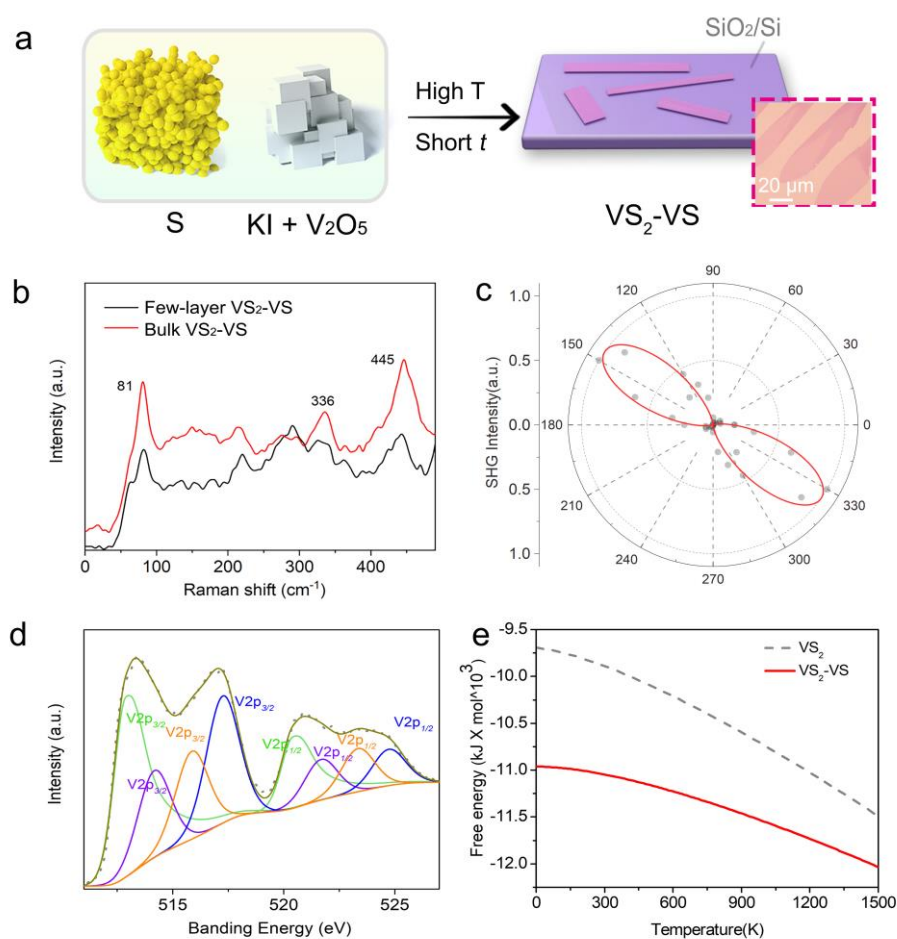 a
SiO₂/Si
High T
Short t
20 μm
S
KI + V₂O₅
VS₂-VS
b
Few-layer VS₂-VS
Bulk VS₂-VS
81
336
445
Intensity (a.u.)
0 100 200 300 400
Raman shift (cm⁻¹)
c
SHG Intensity(a.u.)
1.0
0.5
0.0
0.5
1.0
90
120 60
150 30
180 0
210 330
240 300
270
d
V2p3/2
V2p3/2
V2p3/2
V2p3/2
V2p1/2
V2p1/2
V2p1/2
V2p1/2
Intensity (a.u.)
515 520 525
Banding Energy (eV)
e
VS₂
VS₂-VS
Free energy (kJ X mol^10³)
-9.5
-10.0
-10.5
-11.0
-11.5
-12.0
0 300 600 900 1200 1500
Temperature(K)